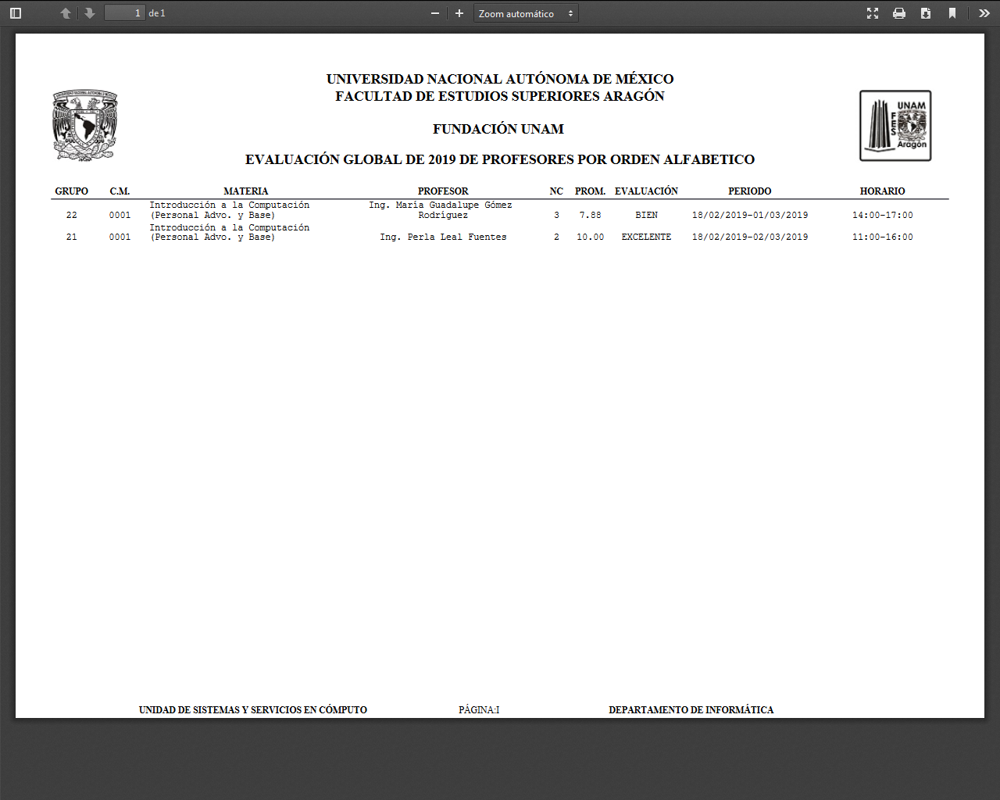 1 de 1 Zoom automático
UNIVERSIDAD NACIONAL AUTÓNOMA DE MÉXICO
FACULTAD DE ESTUDIOS SUPERIORES ARAGÓN
FUNDACIÓN UNAM
UNAM
FES
Aragón
EVALUACIÓN GLOBAL DE 2019 DE PROFESORES POR ORDEN ALFABETICO
GRUPO C.M. MATERIA PROFESOR NC PROM. EVALUACIÓN PERIODO HORARIO
Introducción a la Computación Ing. María Guadalupe Gómez
22 0001 (Personal Advo. y Base) Rodríguez 3 7.88 BIEN 18/02/2019-01/03/2019 14:00-17:00
Introducción a la Computación
21 0001 (Personal Advo. y Base) Ing. Perla Leal Fuentes 2 10.00 EXCELENTE 18/02/2019-02/03/2019 11:00-16:00
UNIDAD DE SISTEMAS Y SERVICIOS EN CÓMPUTO PÁGINA:I DEPARTAMENTO DE INFORMÁTICA